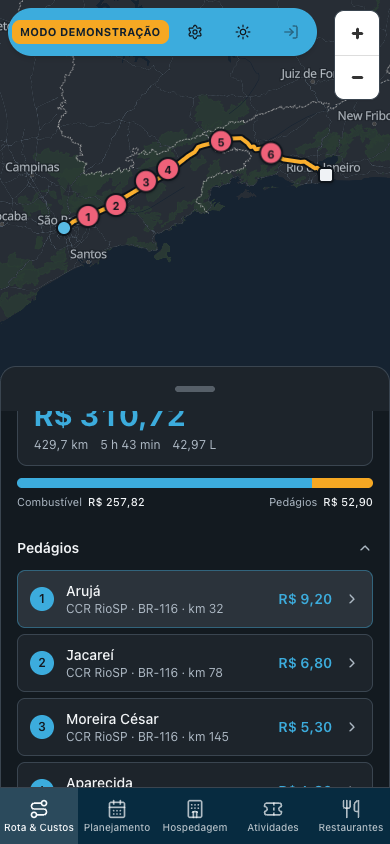 MODO DEMONSTRAÇÃO
+
−
Juiz de For
New Fribo
Campinas
Rio de Janeiro
São P
Santos
1
2
3
4
5
6
R$ 310,72
429,7 km 5 h 43 min 42,97 L
Combustível R$ 257,82
Pedágios R$ 52,90
Pedágios
1
Arujá
R$ 9,20
CCR RioSP · BR-116 · km 32
2
Jacareí
R$ 6,80
CCR RioSP · BR-116 · km 78
3
Moreira César
R$ 5,30
CCR RioSP · BR-116 · km 145
Aparecida
Rota & Custos
Planejamento
Hospedagem
Atividades
Restaurantes